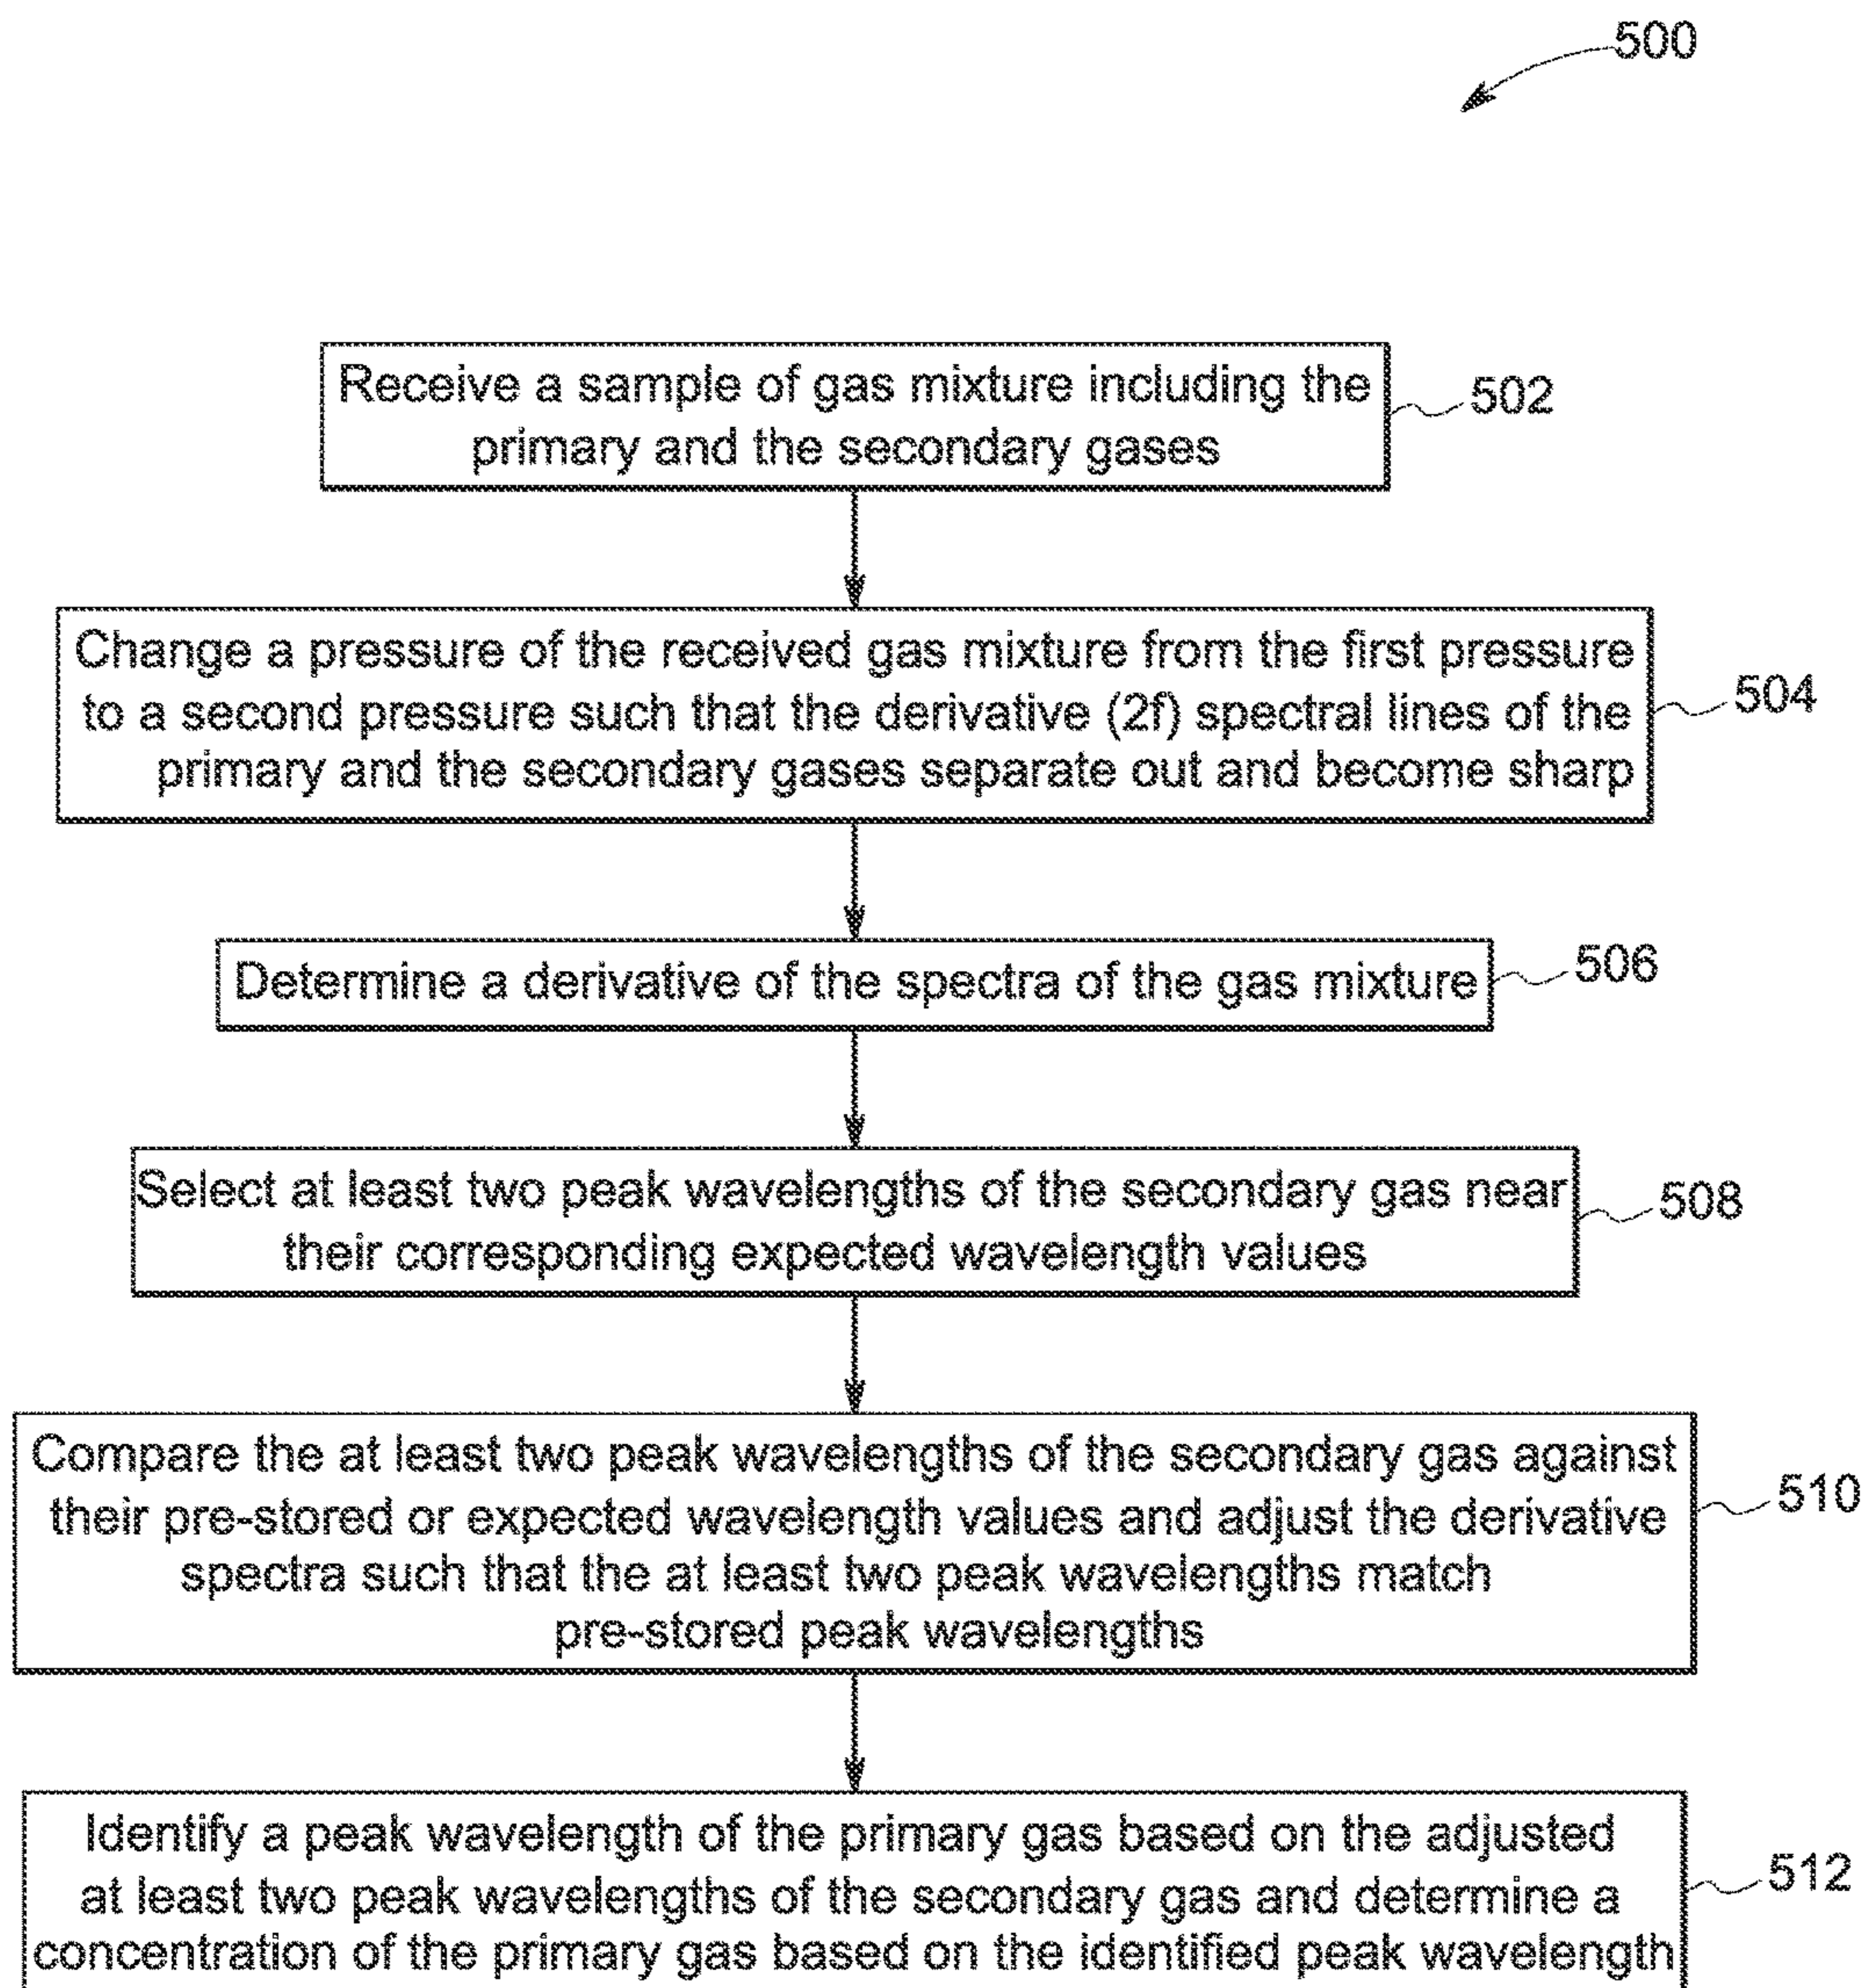 500
Receive a sample of gas mixture including the
primary and the secondary gases
502
Change a pressure of the received gas mixture from the first pressure
to a second pressure such that the derivative (2f) spectral lines of the
primary and the secondary gases separate out and become sharp
504
Determine a derivative of the spectra of the gas mixture
506
Select at least two peak wavelengths of the secondary gas near
their corresponding expected wavelength values
508
Compare the at least two peak wavelengths of the secondary gas against
their pre-stored or expected wavelength values and adjust the derivative
spectra such that the at least two peak wavelengths match
pre-stored peak wavelengths
510
Identify a peak wavelength of the primary gas based on the adjusted
at least two peak wavelengths of the secondary gas and determine a
concentration of the primary gas based on the identified peak wavelength
512